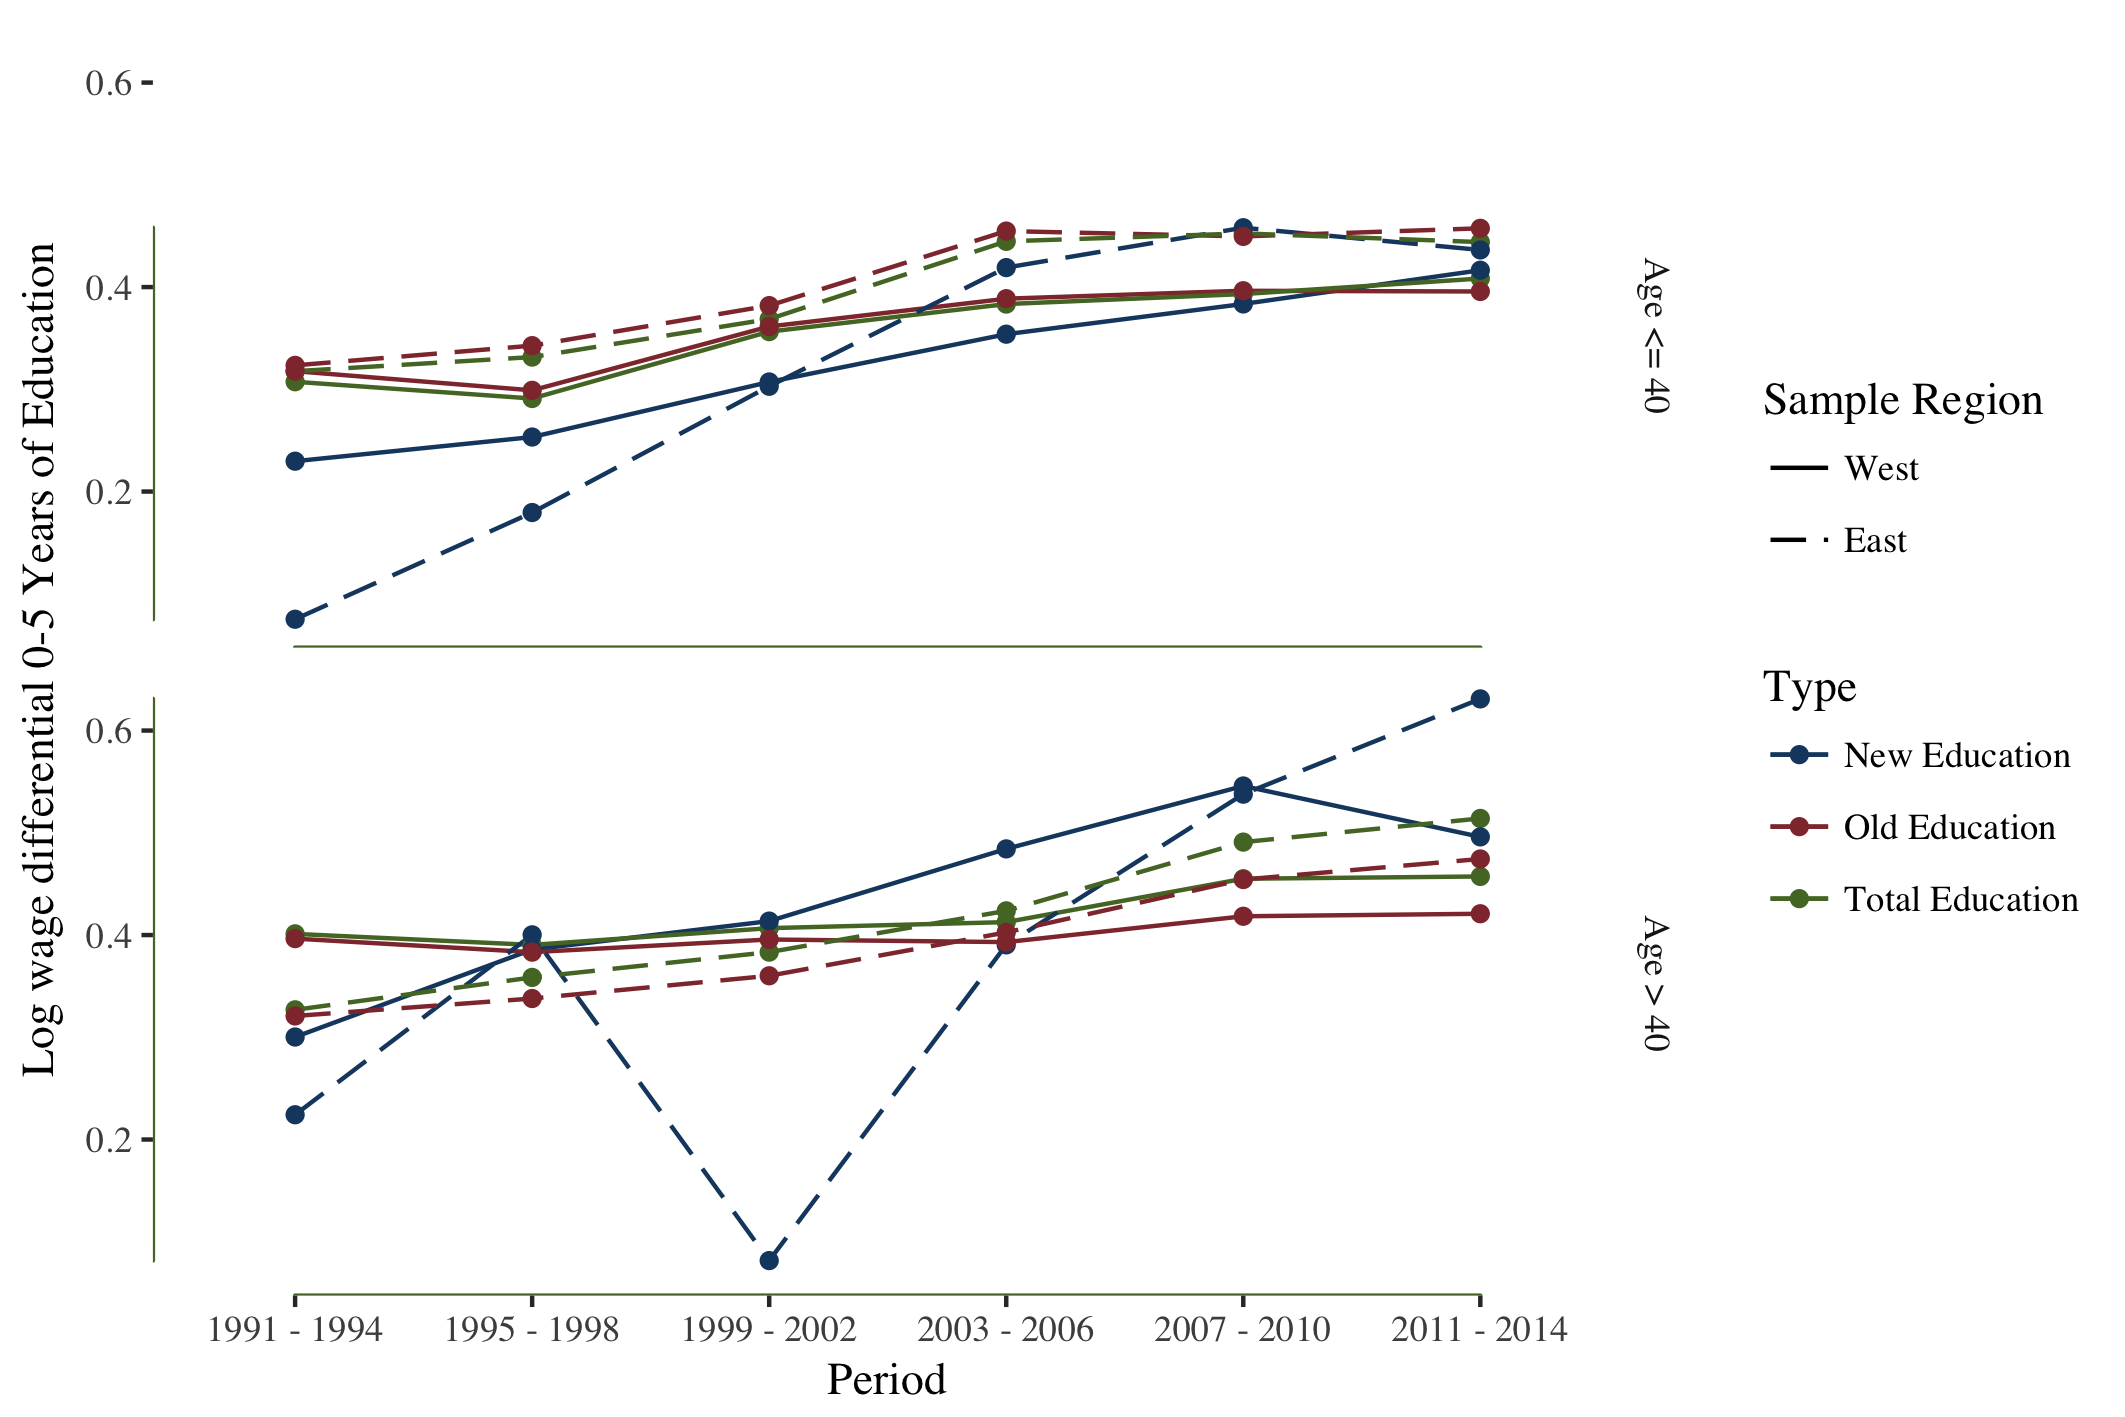 Log wage differential 0-5 Years of Education
0.6
0.4
0.2
Age <= 40
0.6
0.4
0.2
Age > 40
1991 - 1994
1995 - 1998
1999 - 2002
2003 - 2006
2007 - 2010
2011 - 2014
Period
Sample Region
West
East
Type
New Education
Old Education
Total Education